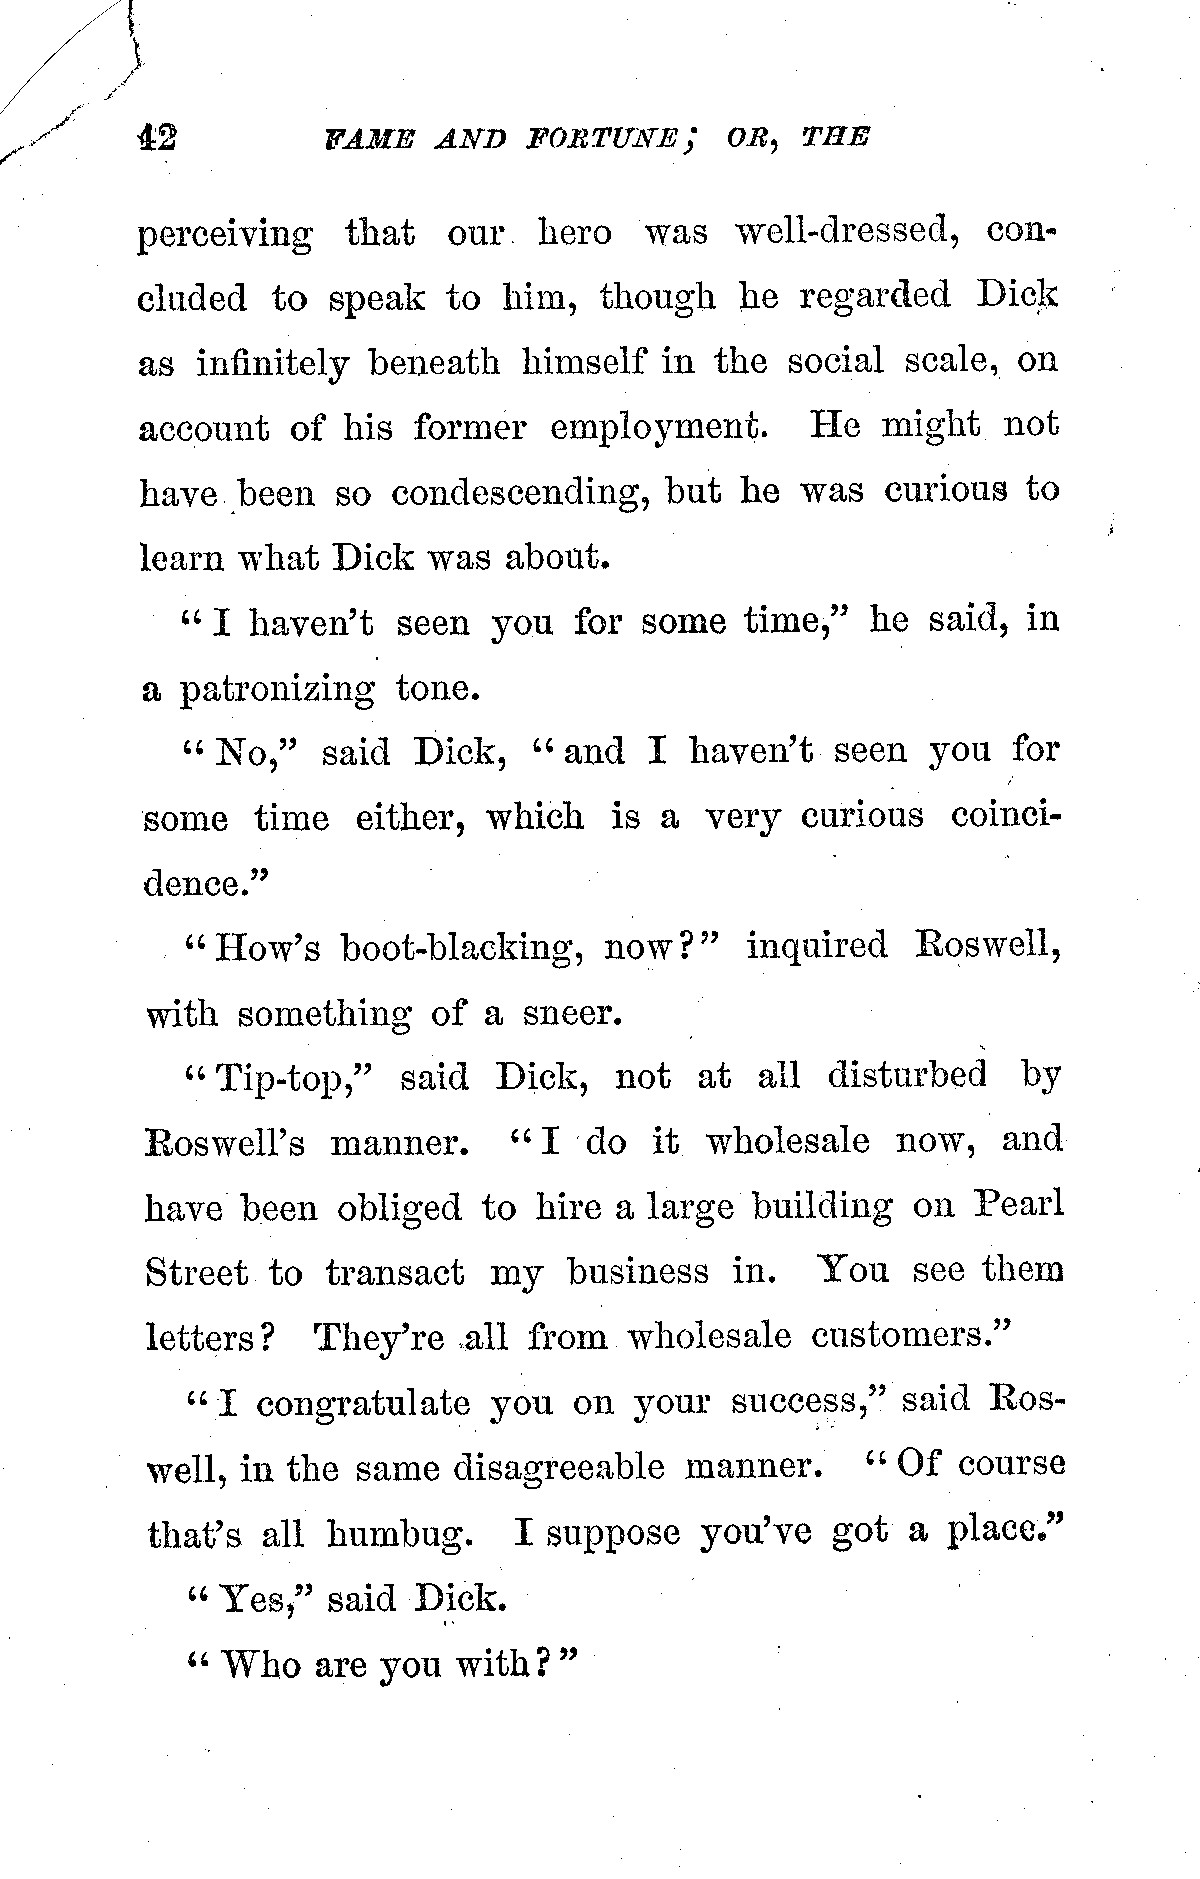 42 FAME AND FORTUNE; OR, THE
perceiving that our hero was well-dressed, con-
cluded to speak to him, though he regarded Dick
as infinitely beneath himself in the social scale, on
account of his former employment. He might not
have been so condescending, but he was curious to
learn what Dick was about.
“I haven’t seen you for some time,” he said, in
a patronizing tone.
“No,” said Dick, “and I haven’t seen you for
some time either, which is a very curious coinci-
dence.”
“How’s boot-blacking, now?” inquired Roswell,
with something of a sneer.
“Tip-top,” said Dick, not at all disturbed by
Roswell’s manner. “I do it wholesale now, and
have been obliged to hire a large building on Pearl
Street to transact my business in. You see them
letters? They’re all from wholesale customers.”
“I congratulate you on your success,” said Ros-
well, in the same disagreeable manner. “Of course
that’s all humbug. I suppose you’ve got a place.”
“Yes,” said Dick.
“Who are you with?”